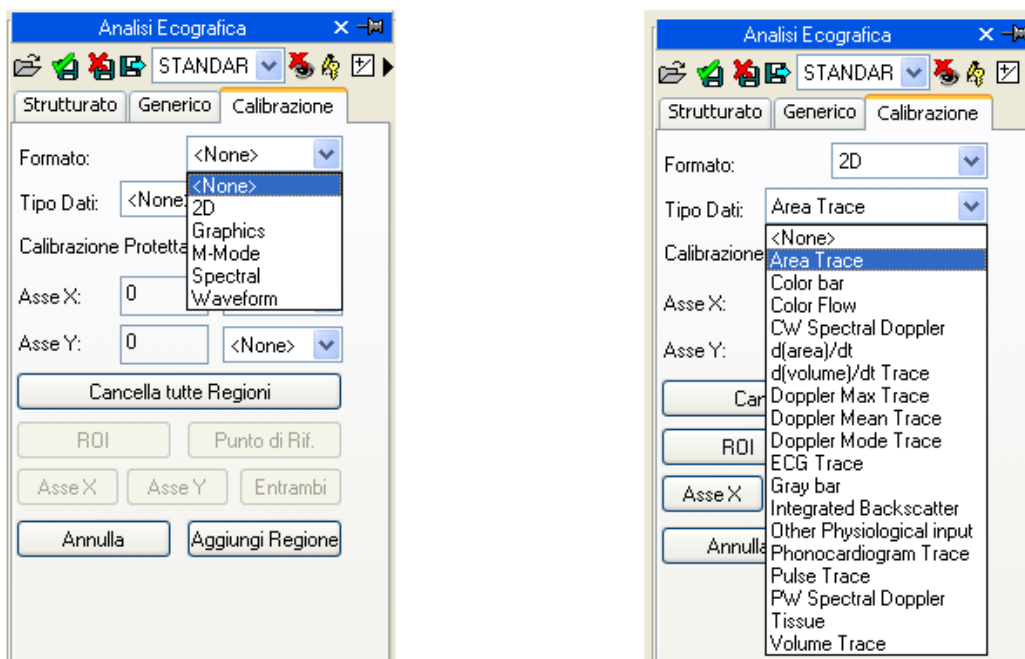 Analisi Ecografica
STANDAR
Strutturato Generico Calibrazione
Formato: <None>
<None>
2D
Graphics
M-Mode
Spectral
Waveform
Tipo Dati: <None
Calibrazione Protetta
Asse X: 0
Asse Y: 0 <None>
Cancella tutte Regioni
ROI Punto di Rif.
Asse X Asse Y Entrambi
Annulla Aggiungi Regione
Analisi Ecografica
STANDAR
Strutturato Generico Calibrazione
Formato: 2D
Tipo Dati: Area Trace
<None>
Area Trace
Color bar
Color Flow
CW Spectral Doppler
d(area)/dt
d(volume)/dt Trace
Doppler Max Trace
Doppler Mean Trace
Doppler Mode Trace
ECG Trace
Gray bar
Integrated Backscatter
Other Physiological input
Phonocardiogram Trace
Pulse Trace
PW Spectral Doppler
Tissue
Volume Trace
Calibrazione
Asse X:
Asse Y:
Can
ROI
Asse X
Annulla